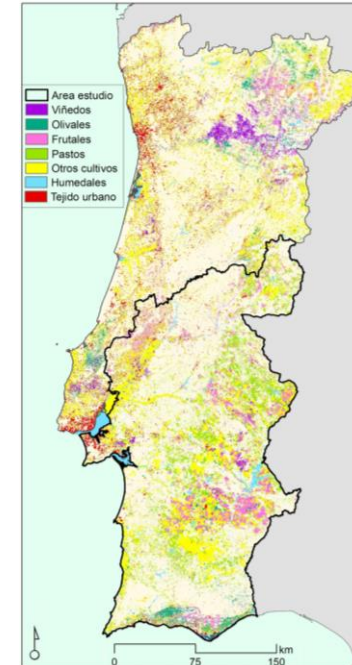 Area estudio
Viñedos
Olivales
Frutales
Pastos
Otros cultivos
Humedales
Tejido urbano
km
0 75 150